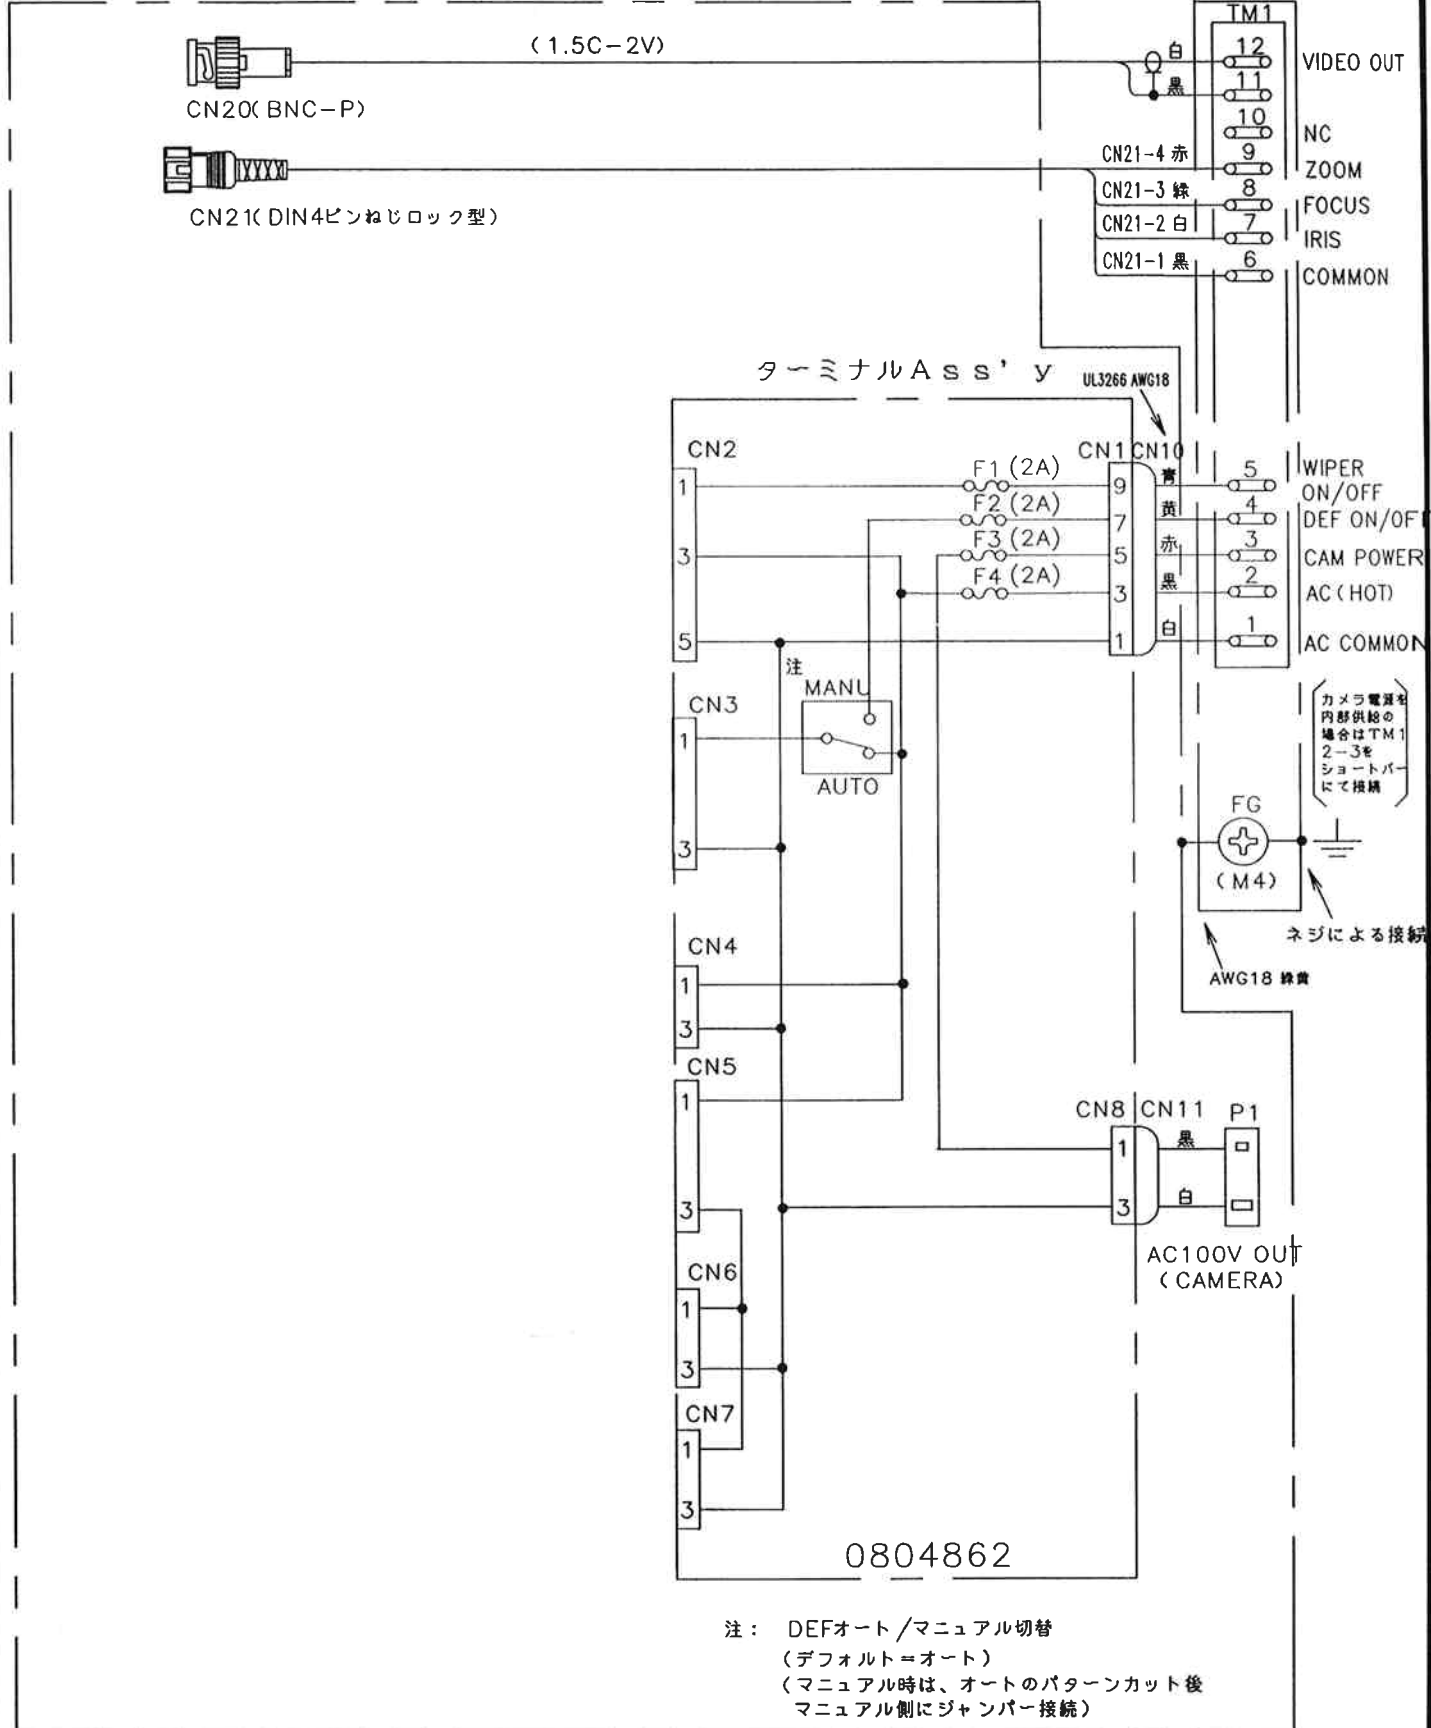 TM1
(1.5C-2V)
白
12
VIDEO OUT
黒
11
CN20(BNC-P)
10
NC
CN21-4 赤
9
ZOOM
CN21-3 緑
8
FOCUS
CN21(DIN4ピンねじロック型)
CN21-2 白
7
IRIS
CN21-1 黒
6
COMMON
ターミナルAss'y
UL3266 AWG18
CN2
CN1
CN10
1
F1 (2A)
9
青
5
WIPER
ON/OFF
F2 (2A)
7
黄
4
DEF ON/OF
3
F3 (2A)
5
赤
3
CAM POWER
F4 (2A)
3
黒
2
AC(HOT)
5
1
白
1
AC COMMON
注
MANU
CN3
1
AUTO
3
カメラ電源を
内部供給の
場合はTM1
2-3を
ショートバー
にて接続
FG
(M4)
ネジによる接続
AWG18 緑黄
CN4
1
3
CN5
1
3
CN8
CN11
P1
1
黒
3
白
AC100V OUT
(CAMERA)
CN6
1
3
CN7
1
3
0804862
注: DEFオート/マニュアル切替
(デフォルト=オート)
(マニュアル時は、オートのパターンカット後
マニュアル側にジャンパー接続)